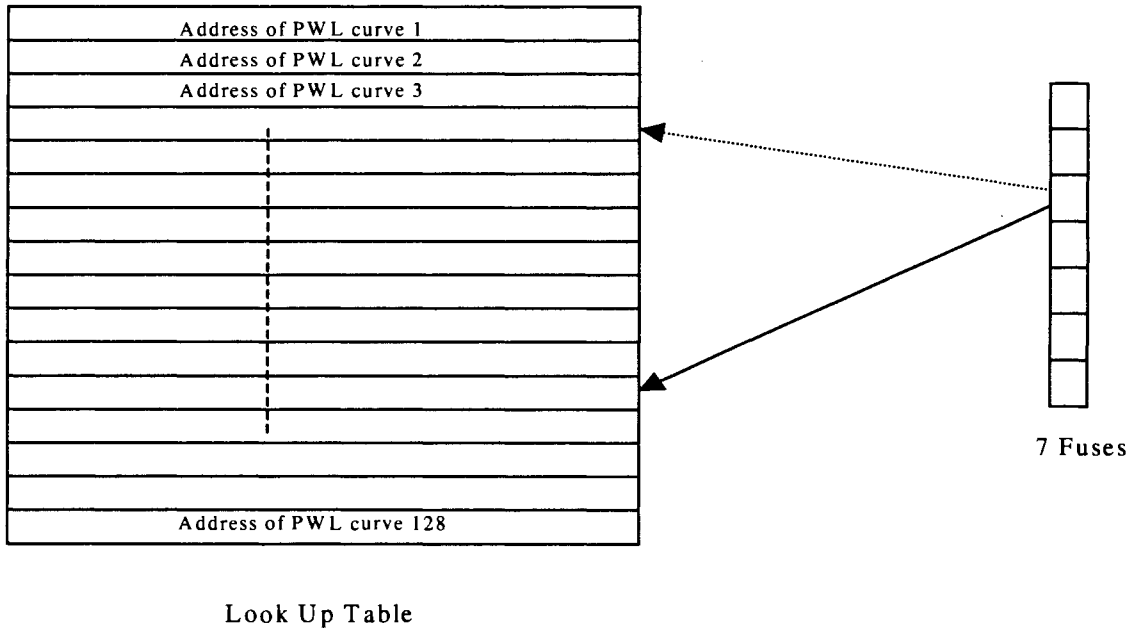 Address of PWL curve 1
Address of PWL curve 2
Address of PWL curve 3
Address of PWL curve 128
7 Fuses
Look Up Table